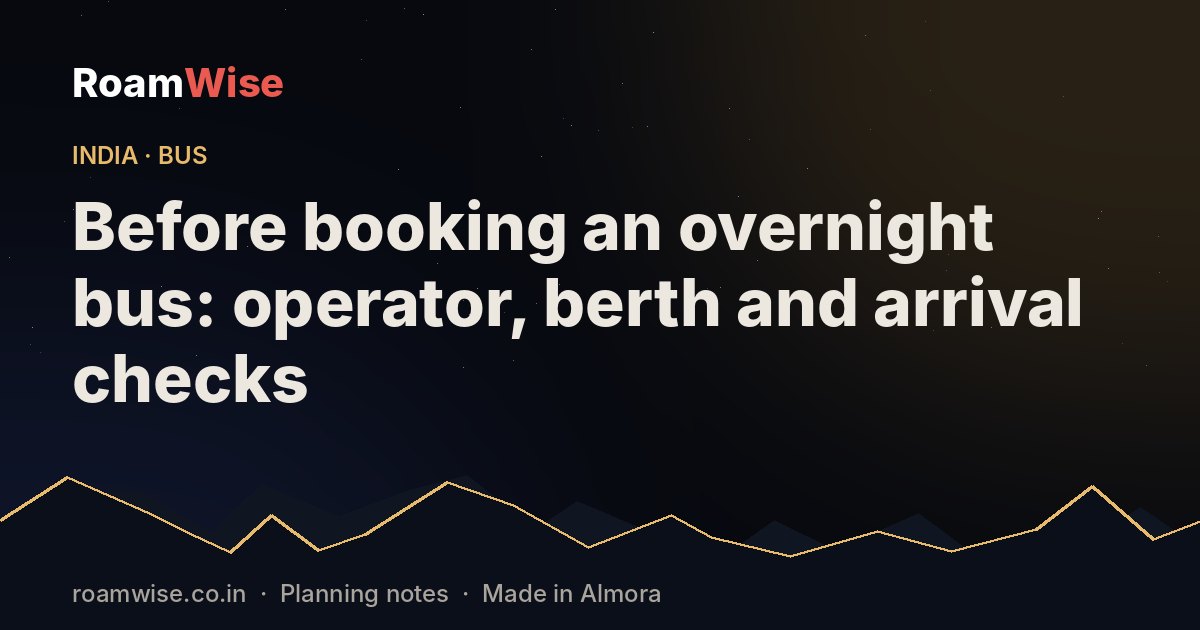 RoamWise
INDIA · BUS
Before booking an overnight
bus: operator, berth and arrival
checks
roamwise.co.in · Planning notes · Made in Almora